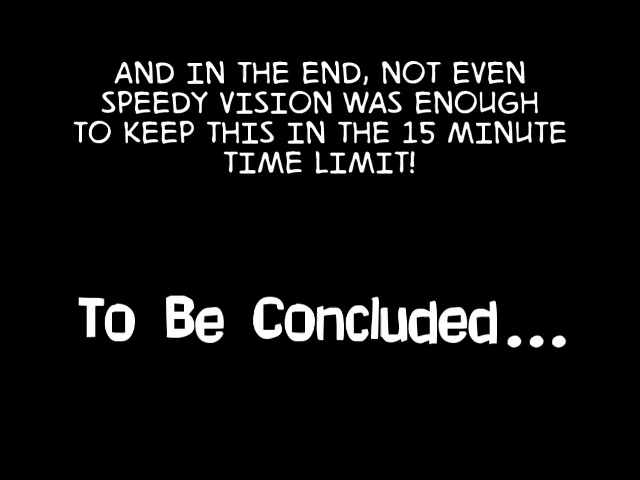 AND IN THE END, NOT EVEN
SPEEDY VISION WAS ENOUGH
TO KEEP THIS IN THE 15 MINUTE
TIME LIMIT!
To Be Concluded...